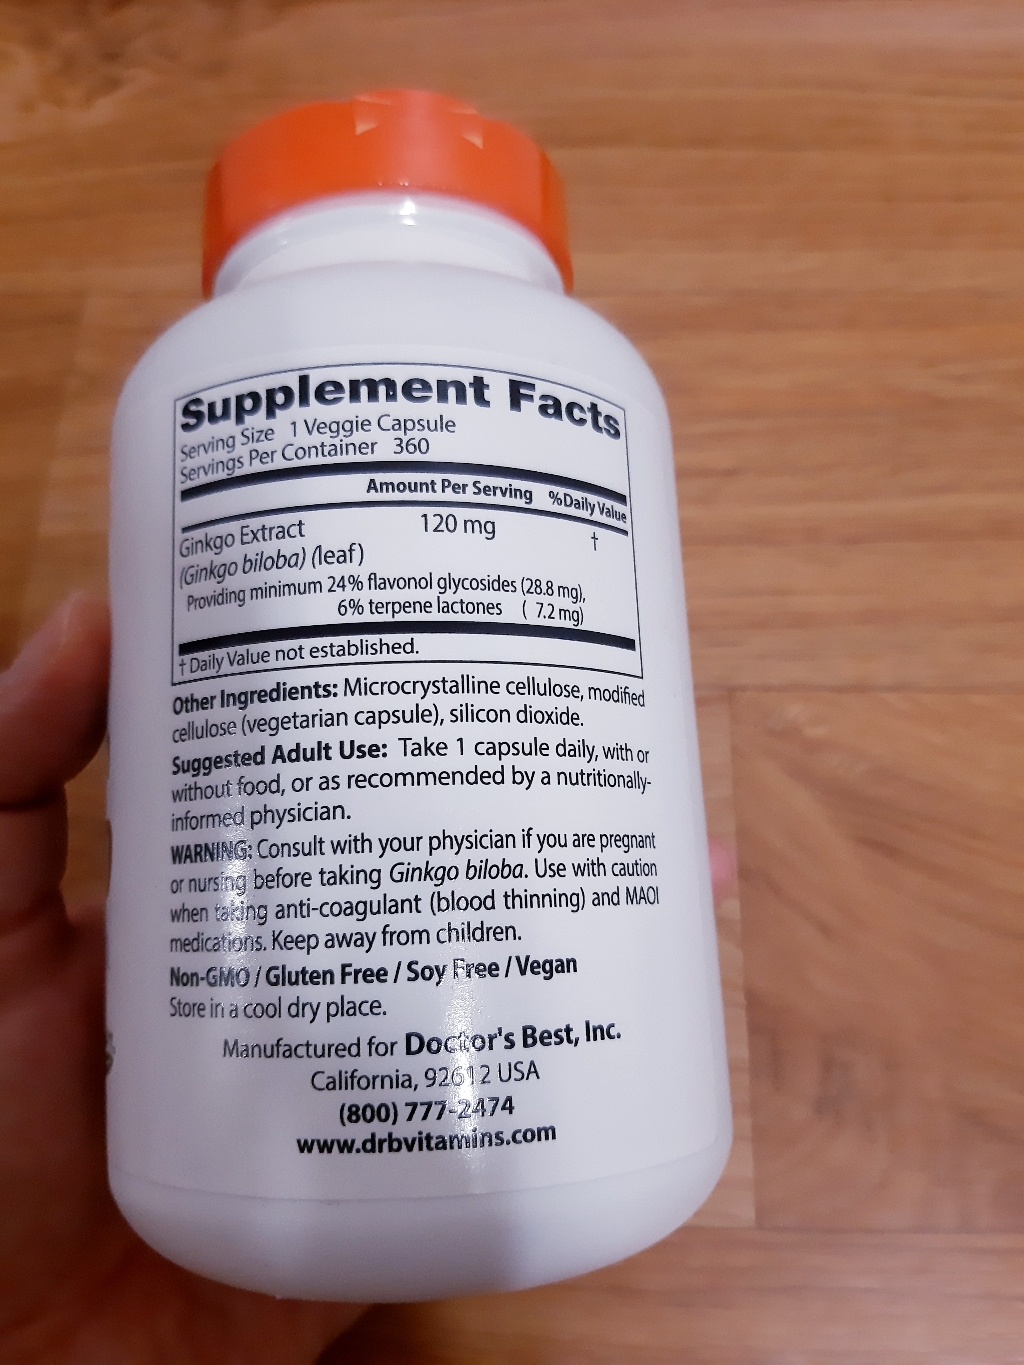 Supplement Facts
Serving Size 1 Veggie Capsule
Servings Per Container 360
Amount Per Serving %Daily Value
Ginkgo Extract 120 mg †
(Ginkgo biloba) (leaf)
Providing minimum 24% flavonol glycosides (28.8 mg),
6% terpene lactones ( 7.2 mg)
† Daily Value not established.
Other Ingredients: Microcrystalline cellulose, modified
cellulose (vegetarian capsule), silicon dioxide.
Suggested Adult Use: Take 1 capsule daily, with or
without food, or as recommended by a nutritionally-
informed physician.
WARNING: Consult with your physician if you are pregnant
or nursing before taking Ginkgo biloba. Use with caution
when taking anti-coagulant (blood thinning) and MAOI
medications. Keep away from children.
Non-GMO / Gluten Free / Soy Free / Vegan
Store in a cool dry place.
Manufactured for Doctor's Best, Inc.
California, 92612 USA
(800) 777-2474
www.drbvitamins.com